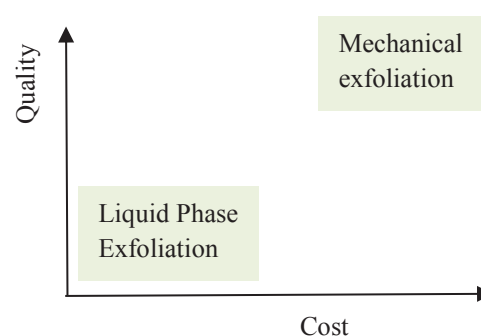 Mechanical
exfoliation
Quality
Liquid Phase
Exfoliation
Cost